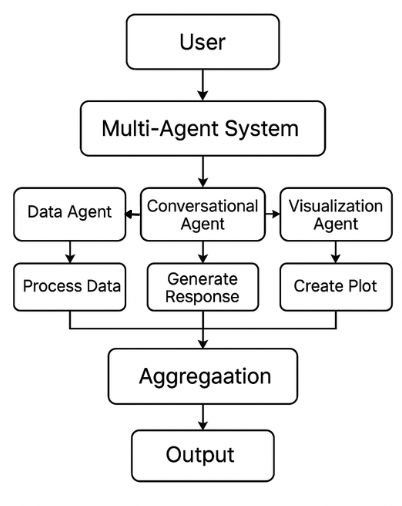 User
Multi-Agent System
Data Agent
Conversational
Agent
Visualization
Agent
Process Data
Generate
Response
Create Plot
Aggregaation
Output